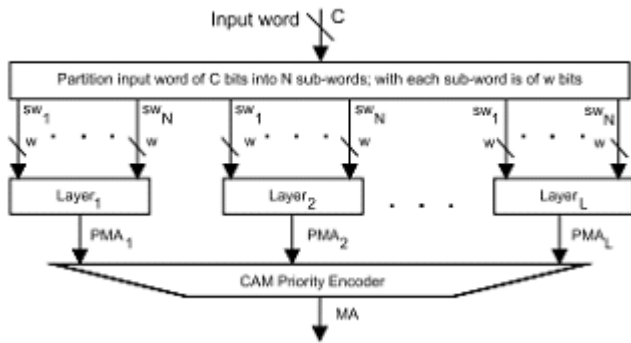 Input word C
Partition input word of C bits into N sub-words; with each sub-word is of w bits
sw1 swN sw1 swN sw1 swN
w . . . w w . . . w w . . . w
Layer1 Layer2 . . . LayerL
PMA1 PMA2 PMAL
CAM Priority Encoder
MA